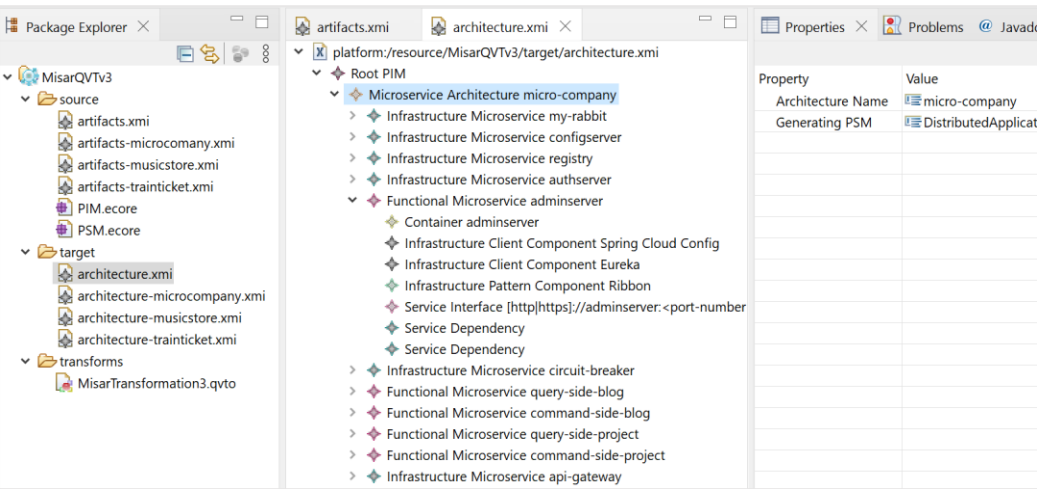 Package Explorer
MisarQVTv3
source
artifacts.xmi
artifacts-microcomany.xmi
artifacts-musicstore.xmi
artifacts-trainticket.xmi
PIM.ecore
PSM.ecore
target
architecture.xmi
architecture-microcompany.xmi
architecture-musicstore.xmi
architecture-trainticket.xmi
transforms
MisarTransformation3.qvto
artifacts.xmi architecture.xmi
platform:/resource/MisarQVTv3/target/architecture.xmi
Root PIM
Microservice Architecture micro-company
Infrastructure Microservice my-rabbit
Infrastructure Microservice configserver
Infrastructure Microservice registry
Infrastructure Microservice authserver
Functional Microservice adminserver
Container adminserver
Infrastructure Client Component Spring Cloud Config
Infrastructure Client Component Eureka
Infrastructure Pattern Component Ribbon
Service Interface [http|https]://adminserver:<port-number
Service Dependency
Service Dependency
Infrastructure Microservice circuit-breaker
Functional Microservice query-side-blog
Functional Microservice command-side-blog
Functional Microservice query-side-project
Functional Microservice command-side-project
Infrastructure Microservice api-gateway
Properties Problems @ Javado
Property Value
Architecture Name micro-company
Generating PSM DistributedApplicat